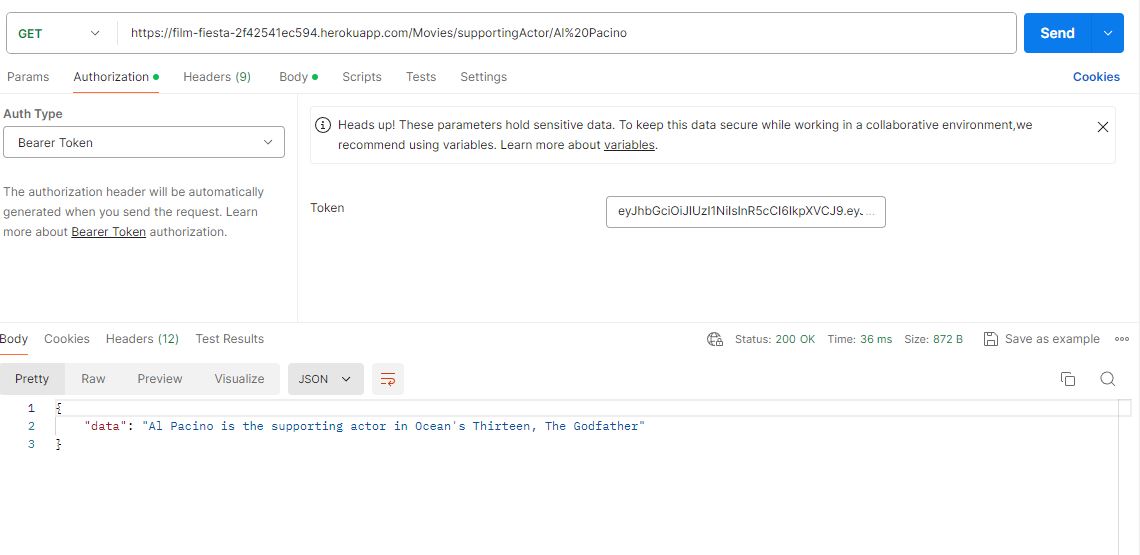 GET https://film-fiesta-2f42541ec594.herokuapp.com/Movies/supportingActor/Al%20Pacino Send
Params Authorization Headers (9) Body Scripts Tests Settings Cookies
Auth Type
Bearer Token
The authorization header will be automatically
generated when you send the request. Learn
more about Bearer Token authorization.
Heads up! These parameters hold sensitive data. To keep this data secure while working in a collaborative environment,we
recommend using variables. Learn more about variables.
Token eyJhbGciOiJIUzI1NiIsInR5cCI6IkpXVCJ9.ey. ...
Body Cookies Headers (12) Test Results Status: 200 OK Time: 36 ms Size: 872 B Save as example
Pretty Raw Preview Visualize JSON
1 {
2 "data": "Al Pacino is the supporting actor in Ocean's Thirteen, The Godfather"
3 }